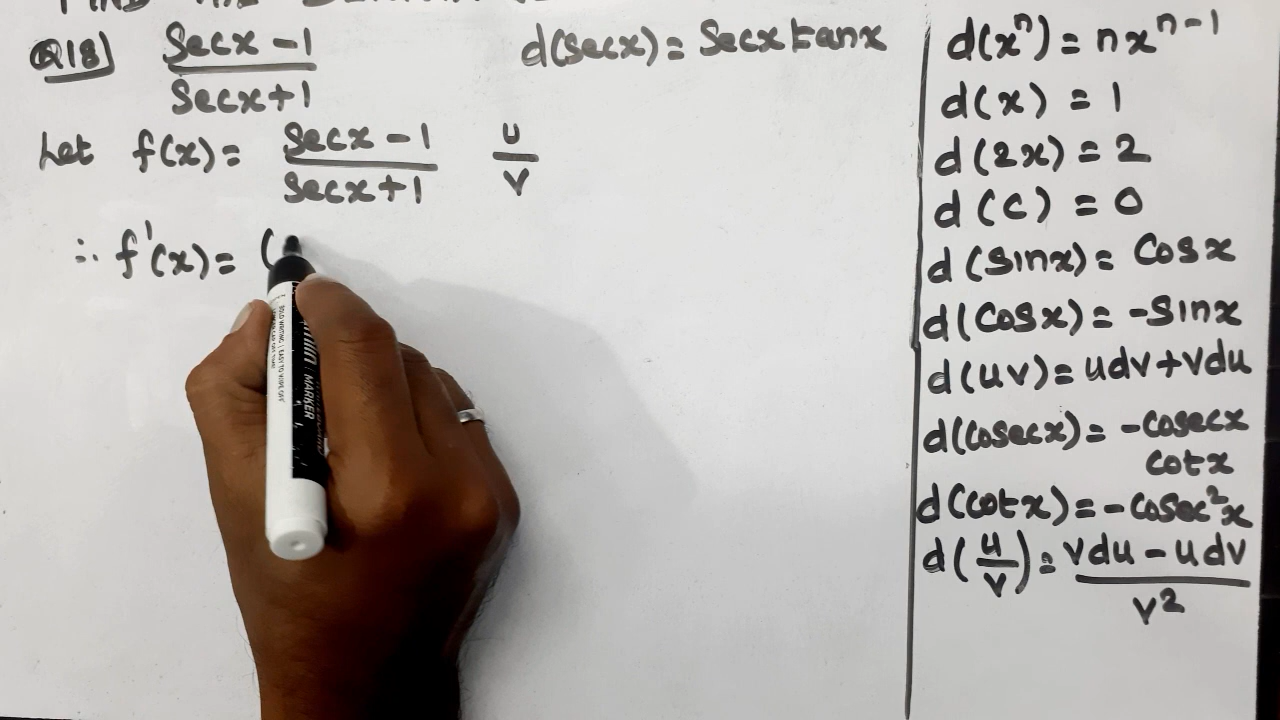 Q18) Secx - 1 / Secx + 1
d(secx) = Secx tanx
Let f(x) = Secx - 1 / Secx + 1 u / v
∴ f'(x) = (
d(xⁿ) = nxⁿ⁻¹
d(x) = 1
d(2x) = 2
d(c) = 0
d(sinx) = Cosx
d(Cosx) = -Sinx
d(uv) = udv + vdu
d(Cosecx) = -Cosecx
Cotx
d(Cotx) = -Cosec²x
d(u/v) = vdu - udv / v²
MARKER